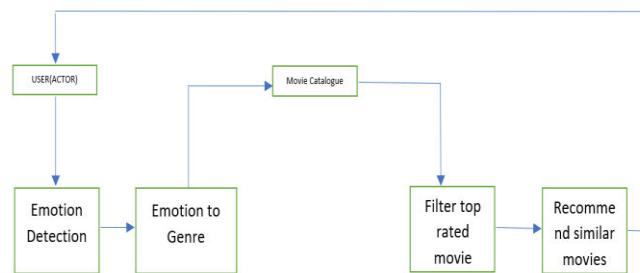 USER(ACTOR)
Movie Catalogue
Emotion
Detection
Emotion to
Genre
Filter top
rated
movie
Recomme
nd similar
movies